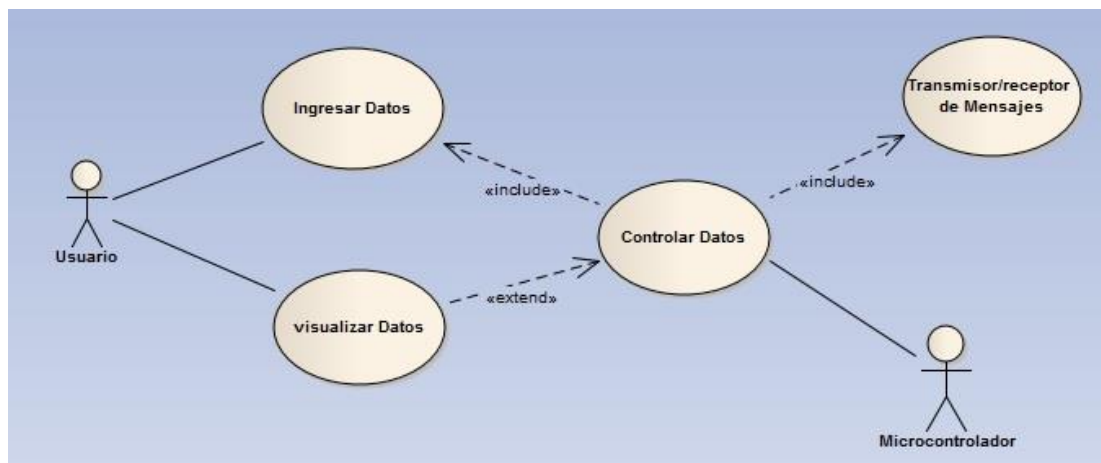 Ingresar Datos
Transmisor/receptor
de Mensajes
«include»
«include»
Usuario
Controlar Datos
«extend»
visualizar Datos
Microcontrolador